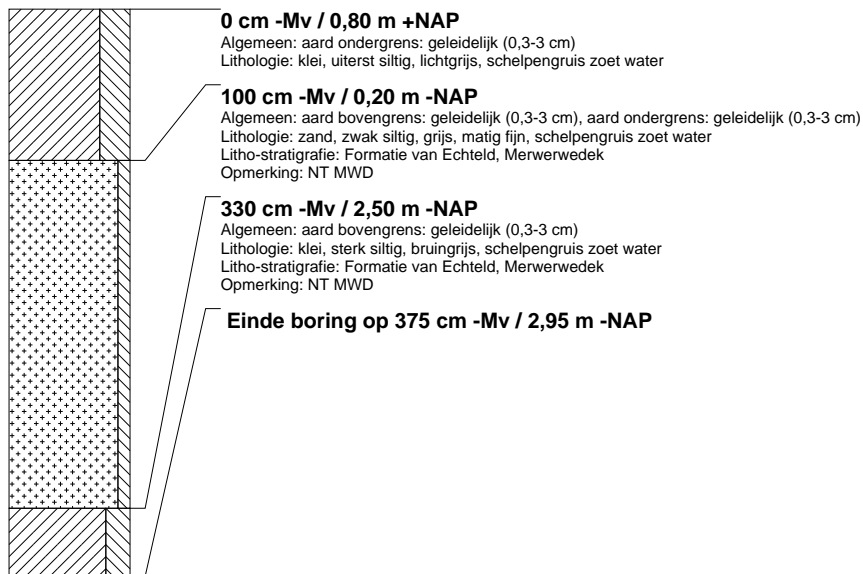 0 cm -Mv / 0,80 m +NAP
Algemeen: aard ondergrens: geleidelijk (0,3-3 cm)
Lithologie: klei, uiterst siltig, lichtgrijs, schelpengruis zoet water
100 cm -Mv / 0,20 m -NAP
Algemeen: aard bovengrens: geleidelijk (0,3-3 cm), aard ondergrens: geleidelijk (0,3-3 cm)
Lithologie: zand, zwak siltig, grijs, matig fijn, schelpengruis zoet water
Litho-stratigrafie: Formatie van Echteld, Merwerwedek
Opmerking: NT MWD
330 cm -Mv / 2,50 m -NAP
Algemeen: aard bovengrens: geleidelijk (0,3-3 cm)
Lithologie: klei, sterk siltig, bruingrijs, schelpengruis zoet water
Litho-stratigrafie: Formatie van Echteld, Merwerwedek
Opmerking: NT MWD
Einde boring op 375 cm -Mv / 2,95 m -NAP